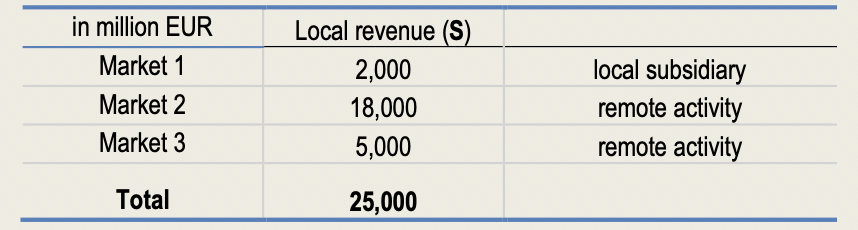 in million EUR Local revenue (S)
Market 1 2,000 local subsidiary
Market 2 18,000 remote activity
Market 3 5,000 remote activity
Total 25,000